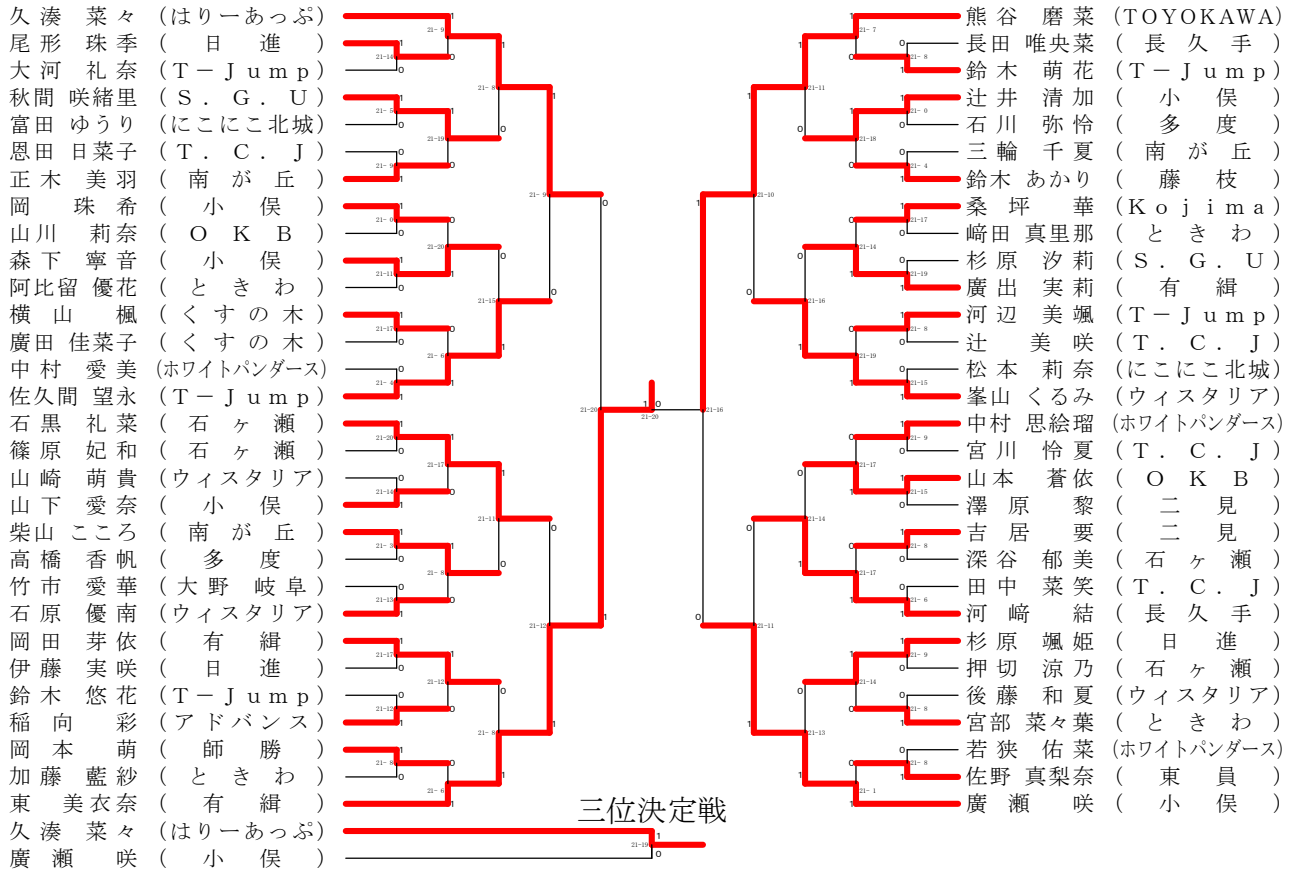 久湊 菜々 (はりーあっぷ)
尾形 珠季 ( 日 進 )
大河 礼奈 (T－Jump)
秋間 咲緒里 (S．G．U)
富田 ゆうり (にこにこ北城)
恩田 日菜子 (T．C．J)
正木 美羽 ( 南が丘 )
岡 珠希 ( 小 俣 )
山川 莉奈 ( O K B )
森下 寧音 ( 小 俣 )
阿比留 優花 ( ときわ )
横山 楓 (くすの木)
廣田 佳菜子 (くすの木)
中村 愛美 (ホワイトパンダース)
佐久間 望永 (T－Jump)
石黒 礼菜 ( 石ヶ瀬 )
篠原 妃和 ( 石ヶ瀬 )
山崎 萌貴 (ウィスタリア)
山下 愛奈 ( 小 俣 )
柴山 こころ ( 南が丘 )
高橋 香帆 ( 多 度 )
竹市 愛華 (大野 岐阜)
石原 優南 (ウィスタリア)
岡田 芽依 ( 有 緝 )
伊藤 実咲 ( 日 進 )
鈴木 悠花 (T－Jump)
稲向 彩 (アドバンス)
岡本 萌 ( 師 勝 )
加藤 藍紗 ( ときわ )
東 美衣奈 ( 有 緝 )
熊谷 磨菜 (TOYOKAWA)
長田 唯央菜 ( 長久手 )
鈴木 萌花 (T－Jump)
辻井 清加 ( 小 俣 )
石川 弥怜 ( 多 度 )
三輪 千夏 ( 南が丘 )
鈴木 あかり ( 藤 枝 )
桑坪 華 (Kojima)
﨑田 真里那 ( ときわ )
杉原 汐莉 (S．G．U)
廣出 実莉 ( 有 緝 )
河辺 美颯 (T－Jump)
辻 美咲 (T．C．J)
松本 莉奈 (にこにこ北城)
峯山 くるみ (ウィスタリア)
中村 思絵瑠 (ホワイトパンダース)
宮川 怜夏 (T．C．J)
山本 蒼依 ( O K B )
澤原 黎 ( 二 見 )
吉居 要 ( 二 見 )
深谷 郁美 ( 石ヶ瀬 )
田中 菜笑 (T．C．J)
河﨑 結 ( 長久手 )
杉原 颯姫 ( 日 進 )
押切 涼乃 ( 石ヶ瀬 )
後藤 和夏 (ウィスタリア)
宮部 菜々葉 ( ときわ )
若狭 佑菜 (ホワイトパンダース)
佐野 真梨奈 ( 東 員 )
廣瀬 咲 ( 小 俣 )
21-20
1 0
21-20
21-16
21-9
21-12
21-10
21-11
三位決定戦
久湊 菜々 (はりーあっぷ)
廣瀬 咲 ( 小 俣 )
21-19
1
0